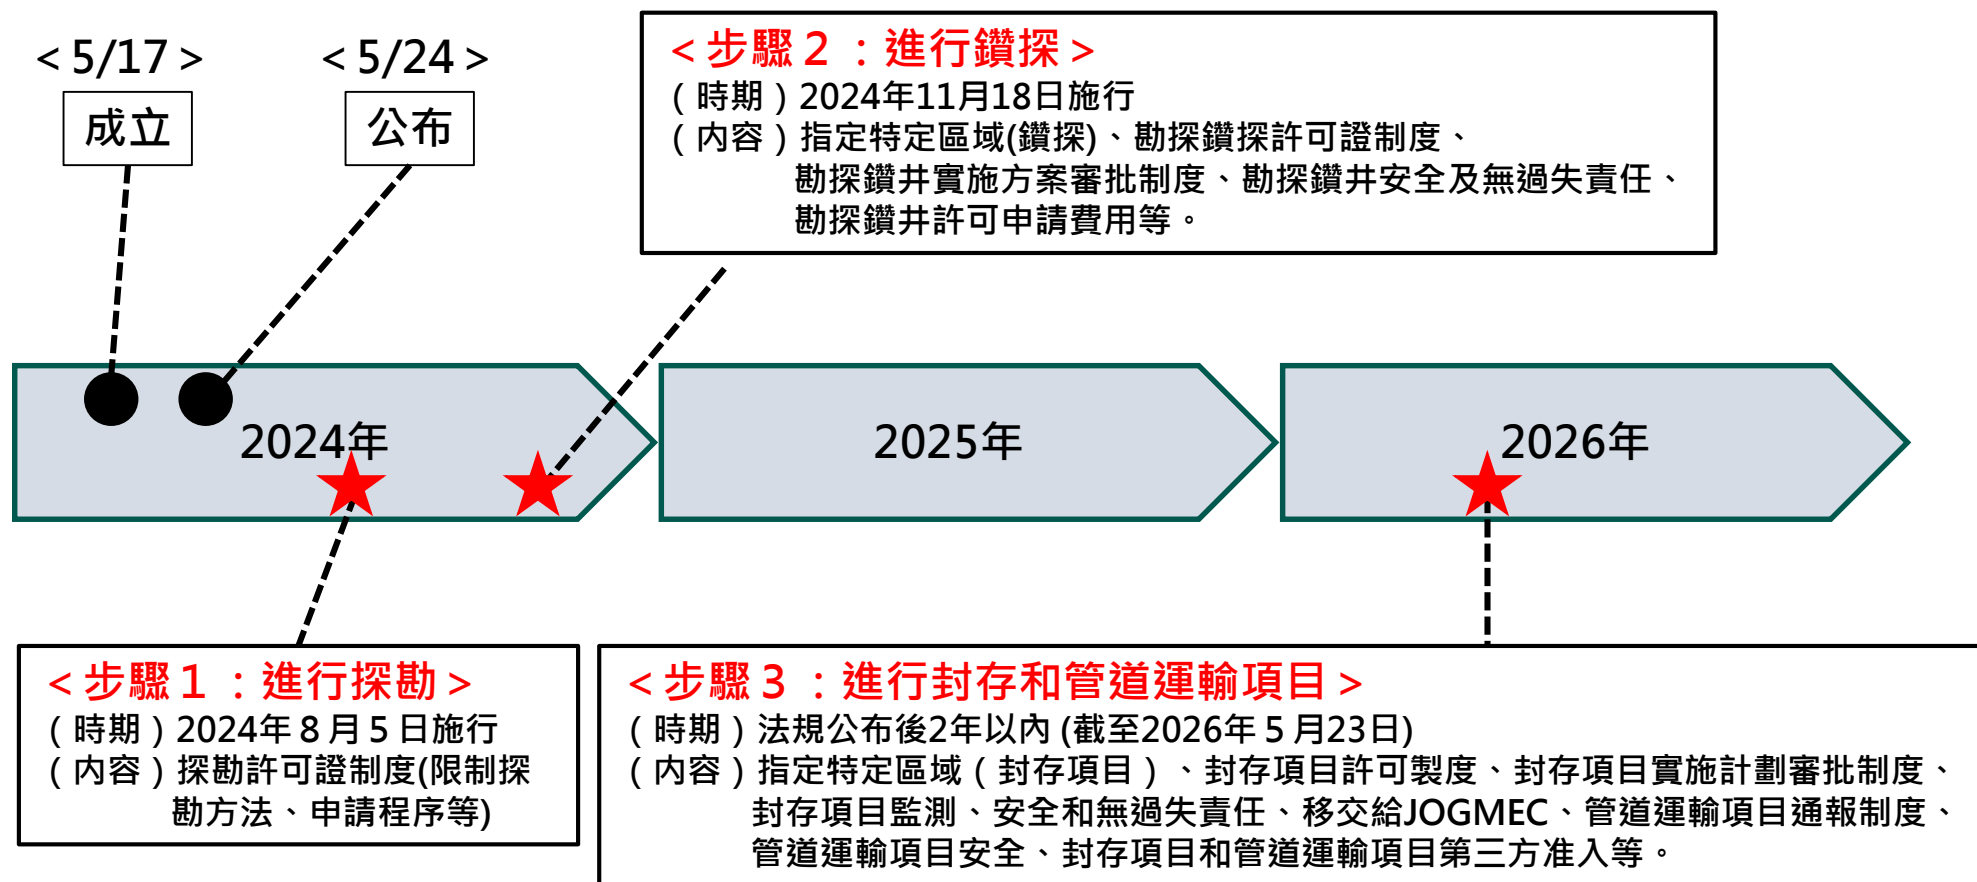 ＜5/17＞
成立
＜5/24＞
公布
＜步驟２：進行鑽探＞
（時期）2024年11月18日施行
（內容）指定特定區域(鑽探)、勘探鑽探許可證制度、
勘探鑽井實施方案審批制度、勘探鑽井安全及無過失責任、
勘探鑽井許可申請費用等。
2024年
2025年
2026年
＜步驟１：進行探勘＞
（時期）2024年８月５日施行
（內容）探勘許可證制度(限制探
勘方法、申請程序等)
＜步驟３：進行封存和管道運輸項目＞
（時期）法規公布後2年以內 (截至2026年５月23日)
（內容）指定特定區域（封存項目）、封存項目許可製度、封存項目實施計劃審批制度、
封存項目監測、安全和無過失責任、移交給JOGMEC、管道運輸項目通報制度、
管道運輸項目安全、封存項目和管道運輸項目第三方准入等。